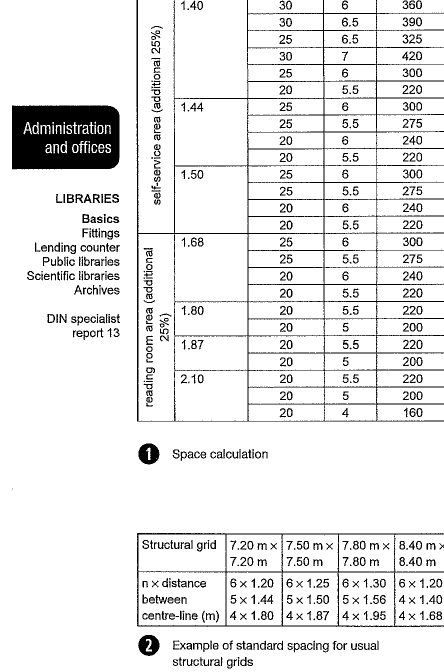 Administration
and offices
LIBRARIES
Basics
Fittings
Lending counter
Public libraries
Scientific libraries
Archives
DIN specialist
report 13
self-service area (additional 25%)
1.40 30 6 360
30 6.5 390
25 6.5 325
30 7 420
25 6 300
20 5.5 220
1.44 25 6 300
25 5.5 275
20 6 240
20 5.5 220
1.50 25 6 300
25 5.5 275
20 6 240
20 5.5 220
reading room area (additional
25%)
1.68 25 6 300
25 5.5 275
20 6 240
20 5.5 220
1.80 20 5.5 220
20 5 200
1.87 20 5.5 220
20 5 200
2.10 20 5.5 220
20 5 200
20 4 160
1 Space calculation
Structural grid 7.20 m × 7.50 m × 7.80 m × 8.40 m ×
7.20 m 7.50 m 7.80 m 8.40 m
n × distance 6 × 1.20 6 × 1.25 6 × 1.30 6 × 1.20
between 5 × 1.44 5 × 1.50 5 × 1.56 4 × 1.40
centre-line (m) 4 × 1.80 4 × 1.87 4 × 1.95 4 × 1.68
2 Example of standard spacing for usual
structural grids